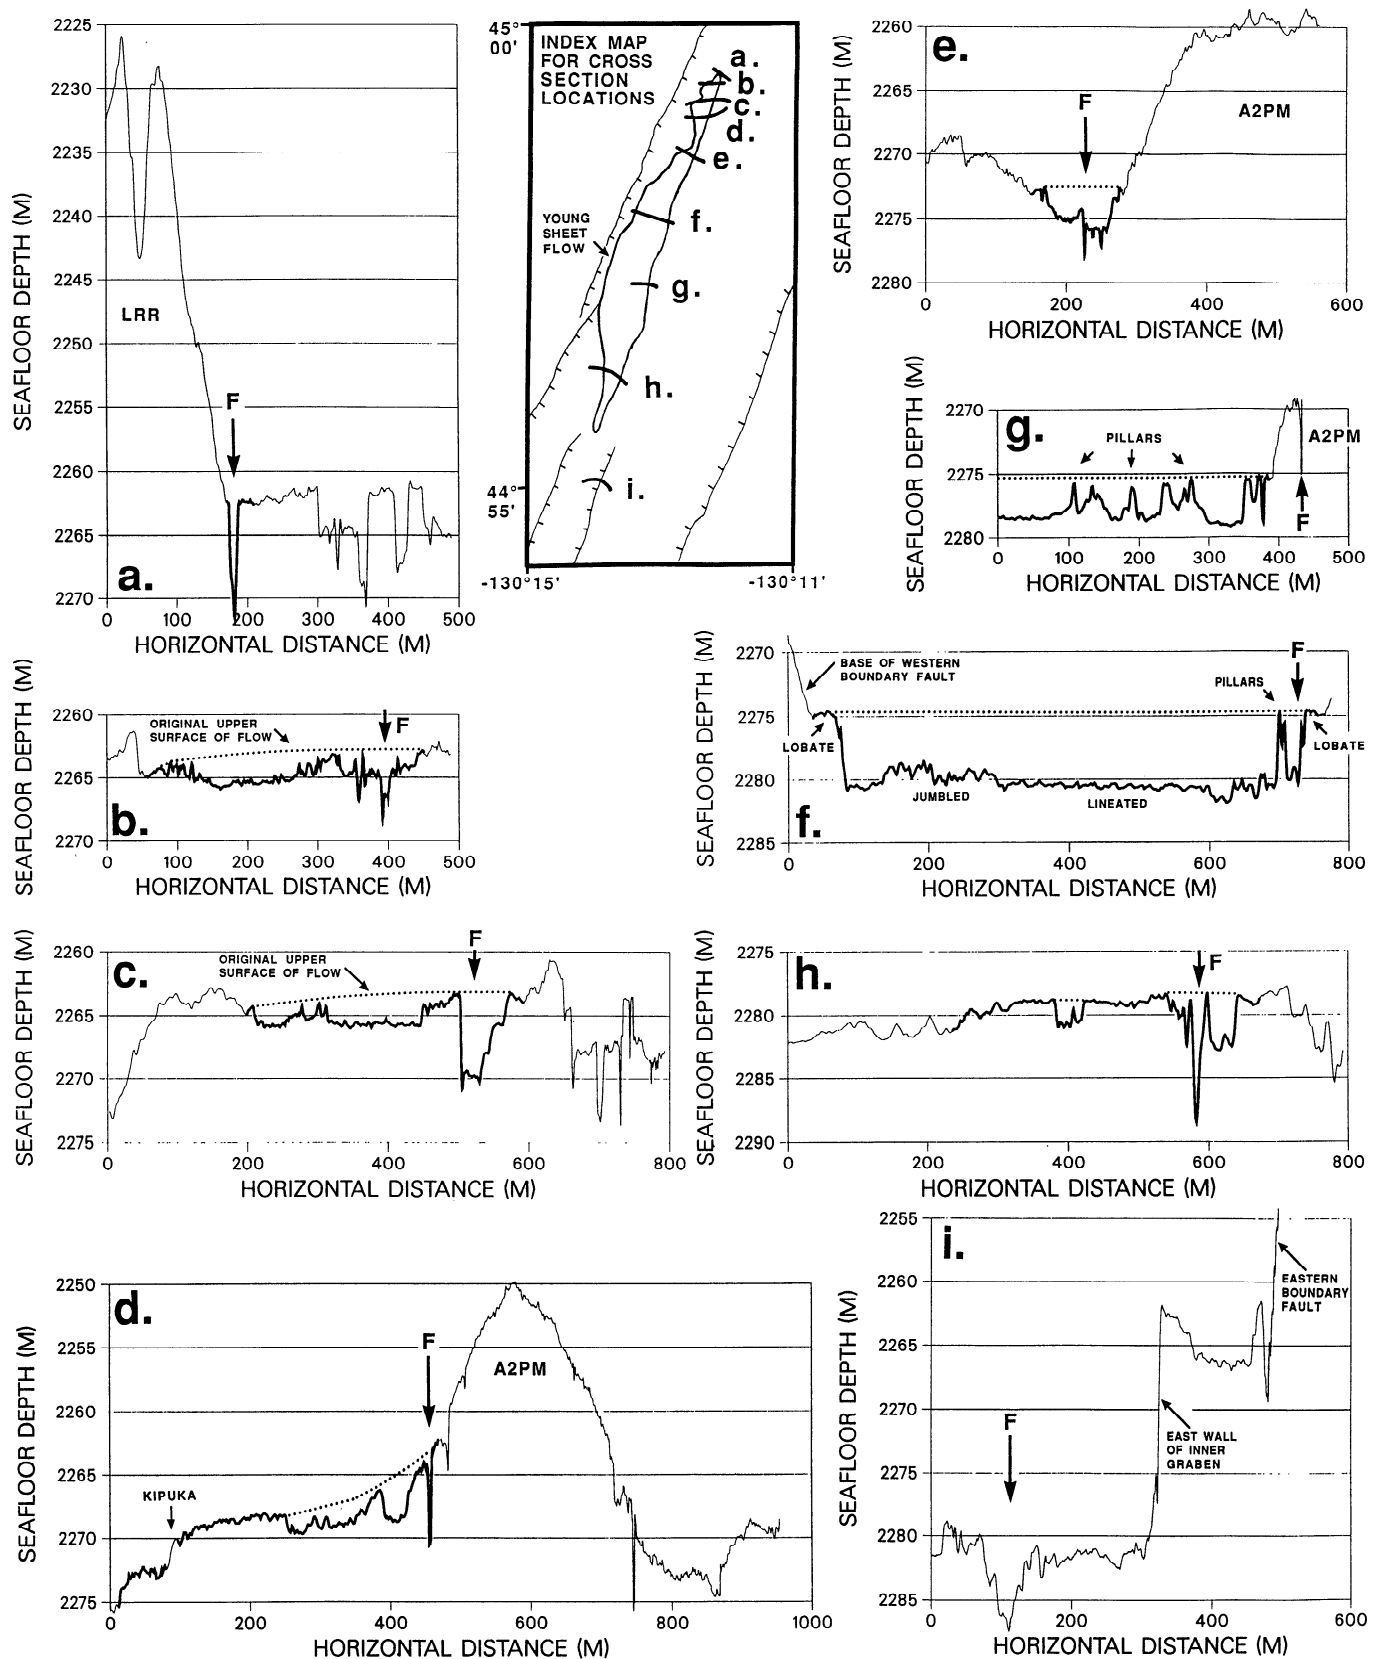 2225
2230
2235
2240
2245
2250
2255
2260
2265
2270
SEAFLOOR DEPTH (M)
LRR
F
a.
0 100 200 300 400 500
HORIZONTAL DISTANCE (M)
45°
00'
INDEX MAP
FOR CROSS
SECTION
LOCATIONS
a.
b.
c.
d.
e.
f.
g.
h.
i.
YOUNG
SHEET
FLOW
44°
55'
-130°15' -130°11'
e.
2260
2265
2270
2275
2280
SEAFLOOR DEPTH (M)
F
A2PM
0 200 400 600
HORIZONTAL DISTANCE (M)
g.
2270
2275
2280
SEAFLOOR DEPTH (M)
PILLARS
A2PM
F
0 100 200 300 400 500
HORIZONTAL DISTANCE (M)
2260
2265
2270
SEAFLOOR DEPTH (M)
ORIGINAL UPPER
SURFACE OF FLOW
F
b.
0 100 200 300 400 500
HORIZONTAL DISTANCE (M)
2270
2275
2280
2285
SEAFLOOR DEPTH (M)
BASE OF WESTERN
BOUNDARY FAULT
PILLARS
F
LOBATE
LOBATE
JUMBLED
LINEATED
f.
0 200 400 600 800
HORIZONTAL DISTANCE (M)
c.
2260
2265
2270
2275
SEAFLOOR DEPTH (M)
ORIGINAL UPPER
SURFACE OF FLOW
F
0 200 400 600 800
HORIZONTAL DISTANCE (M)
h.
2275
2280
2285
2290
SEAFLOOR DEPTH (M)
F
0 200 400 600 800
HORIZONTAL DISTANCE (M)
d.
2250
2255
2260
2265
2270
2275
SEAFLOOR DEPTH (M)
F
A2PM
KIPUKA
0 200 400 600 800 1000
HORIZONTAL DISTANCE (M)
i.
2255
2260
2265
2270
2275
2280
2285
SEAFLOOR DEPTH (M)
EASTERN
BOUNDARY
FAULT
F
EAST WALL
OF INNER
GRABEN
0 200 400 600
HORIZONTAL DISTANCE (M)